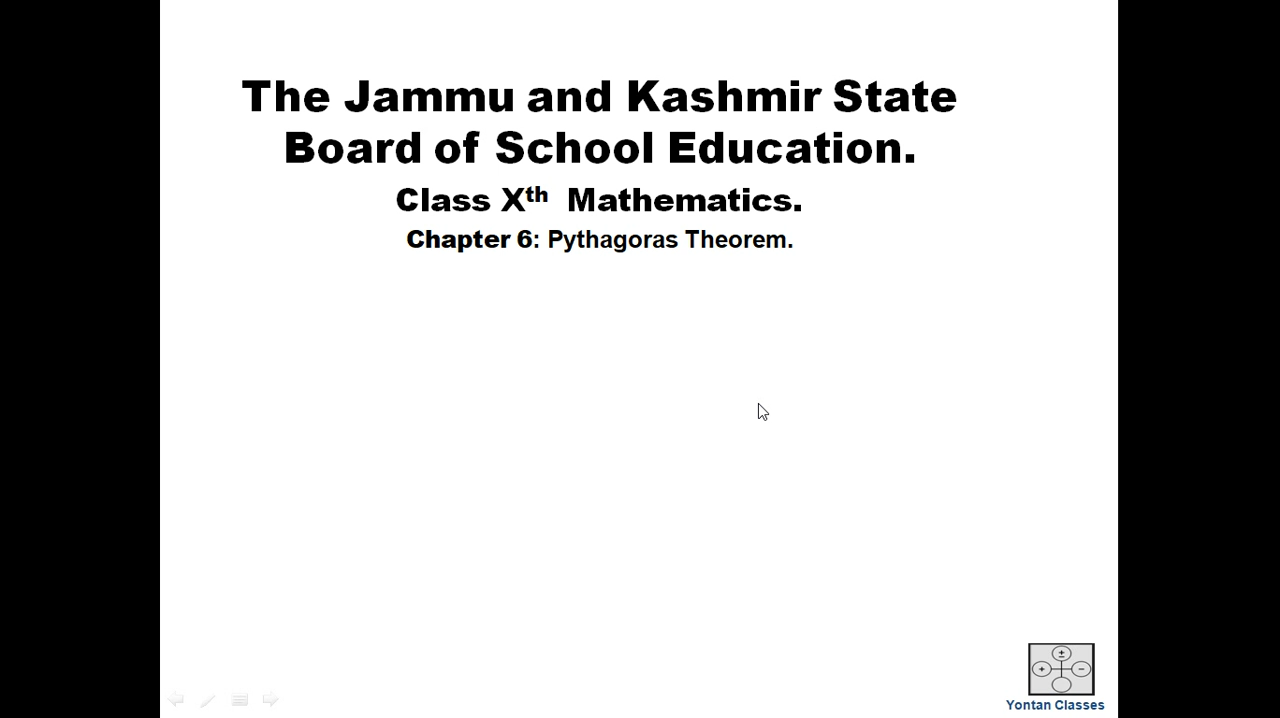 The Jammu and Kashmir State
Board of School Education.
Class Xth Mathematics.
Chapter 6: Pythagoras Theorem.
±
+ −
Yontan Classes